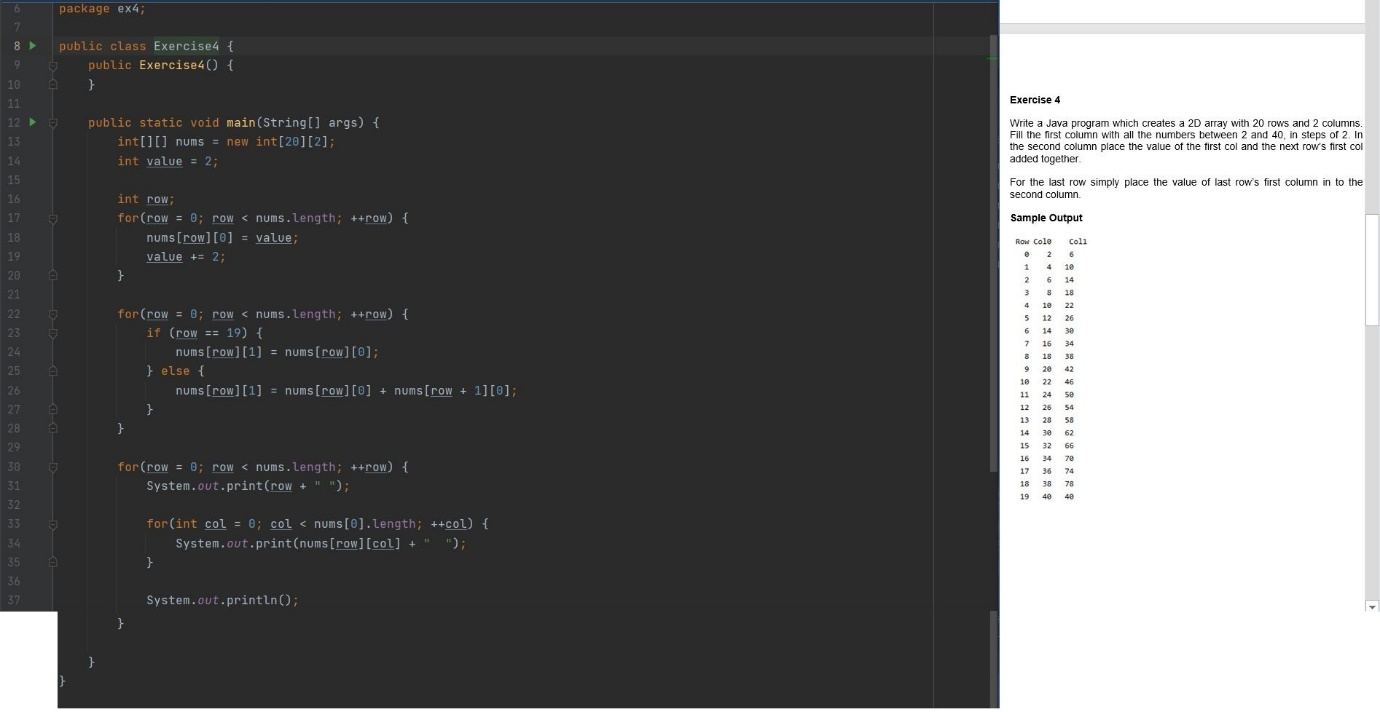 6 package ex4;
7
8 public class Exercise4 {
9 public Exercise4() {
10 }
11
12 public static void main(String[] args) {
13 int[][] nums = new int[20][2];
14 int value = 2;
15
16 int row;
17 for(row = 0; row < nums.length; ++row) {
18 nums[row][0] = value;
19 value += 2;
20 }
21
22 for(row = 0; row < nums.length; ++row) {
23 if (row == 19) {
24 nums[row][1] = nums[row][0];
25 } else {
26 nums[row][1] = nums[row][0] + nums[row + 1][0];
27 }
28 }
29
30 for(row = 0; row < nums.length; ++row) {
31 System.out.print(row + " ");
32
33 for(int col = 0; col < nums[0].length; ++col) {
34 System.out.print(nums[row][col] + "  ");
35 }
36
37 System.out.println();
}
}
}
Exercise 4
Write a Java program which creates a 2D array with 20 rows and 2 columns.
Fill the first column with all the numbers between 2 and 40, in steps of 2. In
the second column place the value of the first col and the next row's first col
added together.
For the last row simply place the value of last row's first column in to the
second column.
Sample Output
Row Col0 Col1
0 2 6
1 4 10
2 6 14
3 8 18
4 10 22
5 12 26
6 14 30
7 16 34
8 18 38
9 20 42
10 22 46
11 24 50
12 26 54
13 28 58
14 30 62
15 32 66
16 34 70
17 36 74
18 38 78
19 40 40